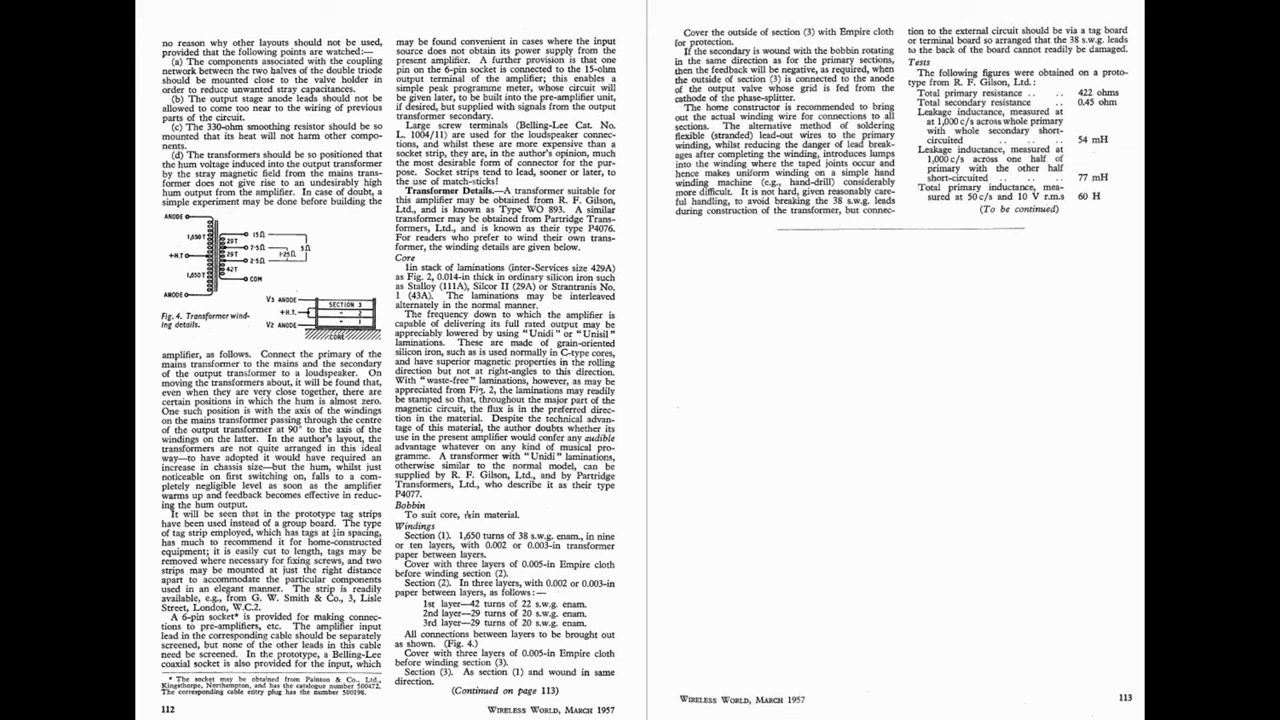 no reason why other layouts should not be used,
provided that the following points are watched:—
(a) The components associated with the coupling
network between the two halves of the double triode
should be mounted close to the valve holder in
order to reduce unwanted stray capacitances.
(b) The output stage anode leads should not be
allowed to come too near to the wiring of previous
parts of the circuit.
(c) The 330-ohm smoothing resistor should be so
mounted that its heat will not harm other compo-
nents.
(d) The transformers should be so positioned that
the hum voltage induced into the output transformer
by the stray magnetic field from the mains trans-
former does not give rise to an undesirably high
hum output from the amplifier. In case of doubt, a
simple experiment may be done before building the
ANODE
1,650T
+H.T
1,650T
ANODE
29T
29T
42T
15Ω
7·5Ω
2·5Ω
COM
1·25Ω
5Ω
V3 ANODE
+H.T.
V2 ANODE
SECTION 3
" 2
" 1
CORE
Fig. 4. Transformer wind-
ing details.
amplifier, as follows. Connect the primary of the
mains transformer to the mains and the secondary
of the output transformer to a loudspeaker. On
moving the transformers about, it will be found that,
even when they are very close together, there are
certain positions in which the hum is almost zero.
One such position is with the axis of the windings
on the mains transformer passing through the centre
of the output transformer at 90° to the axis of the
windings on the latter. In the author's layout, the
transformers are not quite arranged in this ideal
way—to have adopted it would have required an
increase in chassis size—but the hum, whilst just
noticeable on first switching on, falls to a com-
pletely negligible level as soon as the amplifier
warms up and feedback becomes effective in reduc-
ing the hum output.
It will be seen that in the prototype tag strips
have been used instead of a group board. The type
of tag strip employed, which has tags at in spacing,
has much to recommend it for home-constructed
equipment; it is easily cut to length, tags may be
removed where necessary for fixing screws, and two
strips may be mounted at just the right distance
apart to accommodate the particular components
used in an elegant manner. The strip is readily
available, e.g., from G. W. Smith & Co., 3, Lisle
Street, London, W.C.2.
A 6-pin socket* is provided for making connec-
tions to pre-amplifiers, etc. The amplifier input
lead in the corresponding cable should be separately
screened, but none of the other leads in this cable
need be screened. In the prototype, a Belling-Lee
coaxial socket is also provided for the input, which
* The socket may be obtained from Painton & Co., Ltd.,
Kingsthorpe, Northampton, and has the catalogue number 500472.
The corresponding cable entry plug has the number 500198.
112
may be found convenient in cases where the input
source does not obtain its power supply from the
present amplifier. A further provision is that one
pin on the 6-pin socket is connected to the 15-ohm
output terminal of the amplifier; this enables a
simple peak programme meter, whose circuit will
be given later, to be built into the pre-amplifier unit,
if desired, but supplied with signals from the output
transformer secondary.
Large screw terminals (Belling-Lee Cat. No.
L. 1004/11) are used for the loudspeaker connec-
tions, and whilst these are more expensive than a
socket strip, they are, in the author's opinion, much
the most desirable form of connector for the pur-
pose. Socket strips tend to lead, sooner or later, to
the use of match-sticks!
Transformer Details.—A transformer suitable for
this amplifier may be obtained from R. F. Gilson,
Ltd., and is known as Type WO 893. A similar
transformer may be obtained from Partridge Trans-
formers, Ltd., and is known as their type P4076.
For readers who prefer to wind their own trans-
former, the winding details are given below.
Core
1in stack of laminations (inter-Services size 429A)
as Fig. 2, 0.014-in thick in ordinary silicon iron such
as Stalloy (111A), Silcor II (29A) or Strantranis No.
1 (43A). The laminations may be interleaved
alternately in the normal manner.
The frequency down to which the amplifier is
capable of delivering its full rated output may be
appreciably lowered by using "Unidi" or "Unisil"
laminations. These are made of grain-oriented
silicon iron, such as is used normally in C-type cores,
and have superior magnetic properties in the rolling
direction but not at right-angles to this direction.
With "waste-free" laminations, however, as may be
appreciated from Fig. 2, the laminations may readily
be stamped so that, throughout the major part of the
magnetic circuit, the flux is in the preferred direc-
tion in the material. Despite the technical advan-
tage of this material, the author doubts whether its
use in the present amplifier would confer any audible
advantage whatever on any kind of musical pro-
gramme. A transformer with "Unidi" laminations,
otherwise similar to the normal model, can be
supplied by R. F. Gilson, Ltd., and by Partridge
Transformers, Ltd., who describe it as their type
P4077.
Bobbin
To suit core, in material.
Windings
Section (1). 1,650 turns of 38 s.w.g. enam., in nine
or ten layers, with 0.002 or 0.003-in transformer
paper between layers.
Cover with three layers of 0.005-in Empire cloth
before winding section (2).
Section (2). In three layers, with 0.002 or 0.003-in
paper between layers, as follows:—
1st layer—42 turns of 22 s.w.g. enam.
2nd layer—29 turns of 20 s.w.g. enam.
3rd layer—29 turns of 20 s.w.g. enam.
All connections between layers to be brought out
as shown. (Fig. 4.)
Cover with three layers of 0.005-in Empire cloth
before winding section (3).
Section (3). As section (1) and wound in same
direction.
(Continued on page 113)
WIRELESS WORLD, MARCH 1957
Cover the outside of section (3) with Empire cloth
for protection.
If the secondary is wound with the bobbin rotating
in the same direction as for the primary sections,
then the feedback will be negative, as required, when
the outside of section (3) is connected to the anode
of the output valve whose grid is fed from the
cathode of the phase-splitter.
The home constructor is recommended to bring
out the actual winding wire for connections to all
sections. The alternative method of soldering
flexible (stranded) lead-out wires to the primary
winding, whilst reducing the danger of lead break-
ages after completing the winding, introduces lumps
into the winding where the taped joints occur and
hence makes uniform winding on a simple hand
winding machine (e.g., hand-drill) considerably
more difficult. It is not hard, given reasonably care-
ful handling, to avoid breaking the 38 s.w.g. leads
during construction of the transformer, but connec-
tion to the external circuit should be via a tag board
or terminal board so arranged that the 38 s.w.g. leads
to the back of the board cannot readily be damaged.
Tests
The following figures were obtained on a proto-
type from R. F. Gilson, Ltd.:
Total primary resistance .. .. 422 ohms
Total secondary resistance .. 0.45 ohm
Leakage inductance, measured at
at 1,000 c/s across whole primary
with whole secondary short-
circuited .. .. .. 54 mH
Leakage inductance, measured at
1,000 c/s across one half of
primary with the other half
short-circuited .. .. .. 77 mH
Total primary inductance, mea-
sured at 50 c/s and 10 V r.m.s 60 H
(To be continued)
WIRELESS WORLD, MARCH 1957
113